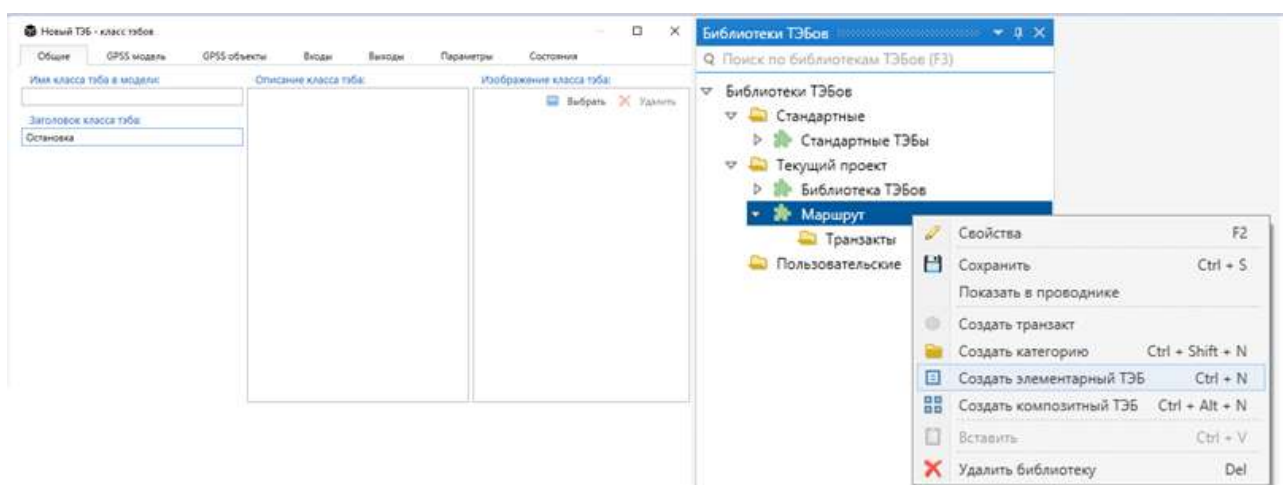 Новый ТЭБ - класс тэбов
Общие GPSS модель GPSS объекты Входы Выходы Параметры Состояния
Имя класса тэба в модели:
Описание класса тэба:
Изображение класса тэба:
Выбрать Удалить
Заголовок класса тэба:
Остановка
Библиотеки ТЭБов
Поиск по библиотекам ТЭБов (F3)
Библиотеки ТЭБов
Стандартные
Стандартные ТЭБы
Текущий проект
Библиотека ТЭБов
Маршрут
Транзакты
Пользовательские
Свойства F2
Сохранить Ctrl + S
Показать в проводнике
Создать транзакт
Создать категорию Ctrl + Shift + N
Создать элементарный ТЭБ Ctrl + N
Создать композитный ТЭБ Ctrl + Alt + N
Вставить Ctrl + V
Удалить библиотеку Del